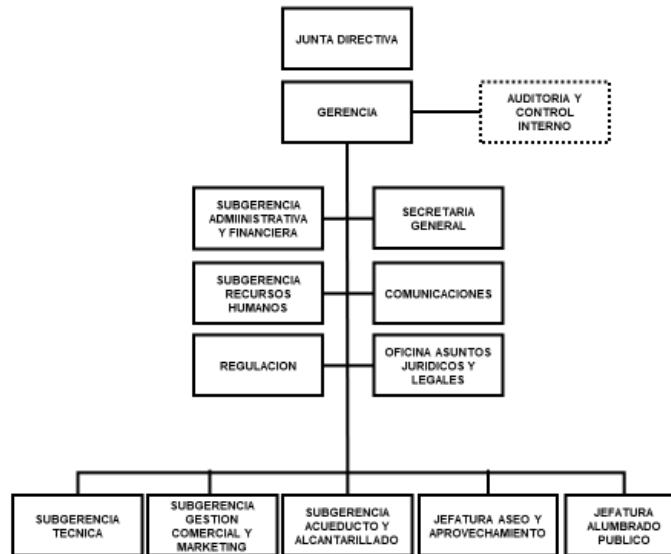 JUNTA DIRECTIVA
GERENCIA
AUDITORIA Y
CONTROL
INTERNO
SUBGERENCIA
ADMIINISTRATIVA
Y FINANCIERA
SECRETARIA
GENERAL
SUBGERENCIA
RECURSOS
HUMANOS
COMUNICACIONES
REGULACION
OFICINA ASUNTOS
JURIDICOS Y
LEGALES
SUBGERENCIA
TECNICA
SUBGERENCIA
GESTION
COMERCIAL Y
MARKETING
SUBGERENCIA
ACUEDUCTO Y
ALCANTARILLADO
JEFATURA ASEO Y
APROVECHAMIENTO
JEFATURA
ALUMBRADO
PUBLICO